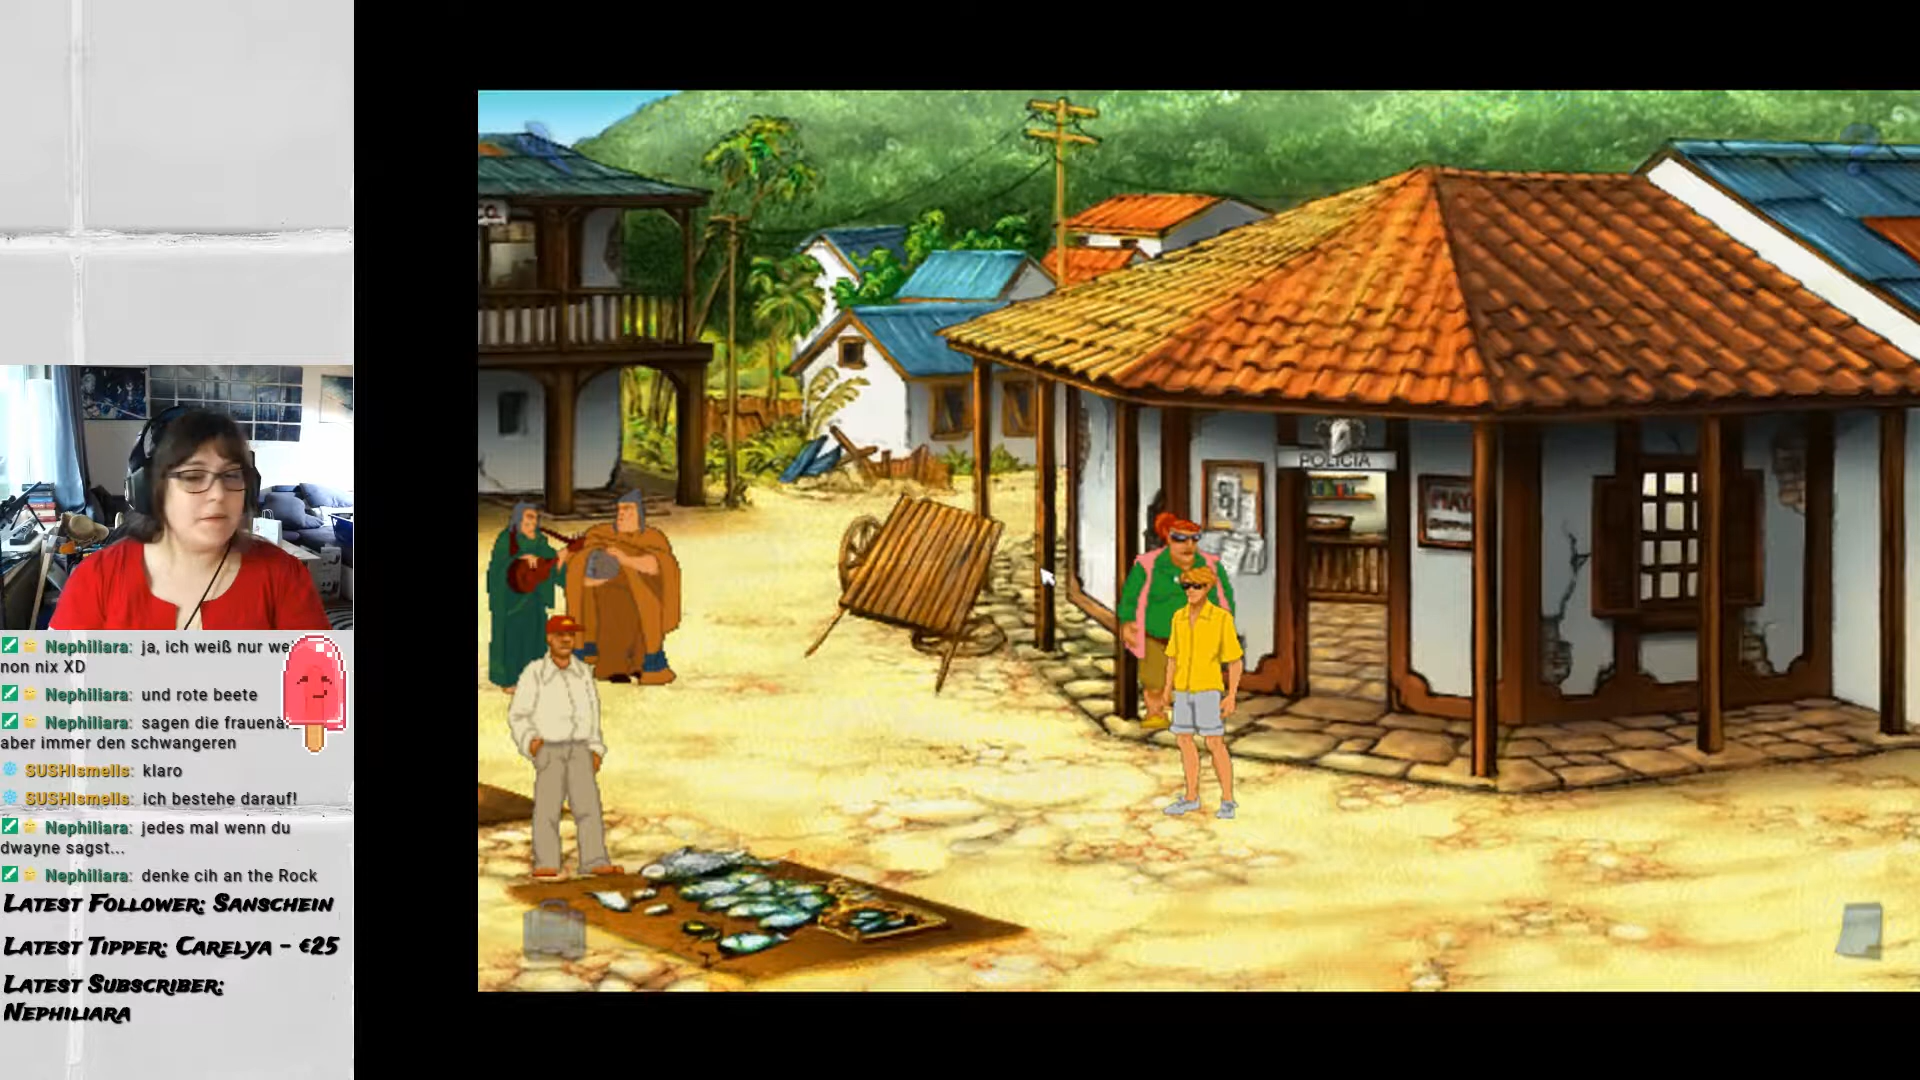 Nephiliara: ja, ich weiß nur we
non nix XD
Nephiliara: und rote beete
Nephiliara: sagen die frauenä
aber immer den schwangeren
SUSHIsmells: klaro
SUSHIsmells: ich bestehe darauf!
Nephiliara: jedes mal wenn du
dwayne sagst...
Nephiliara: denke cih an the Rock
Latest Follower: Sanschein
Latest Tipper: Carelya - €25
Latest Subscriber:
Nephiliara
CO.
POLICIA